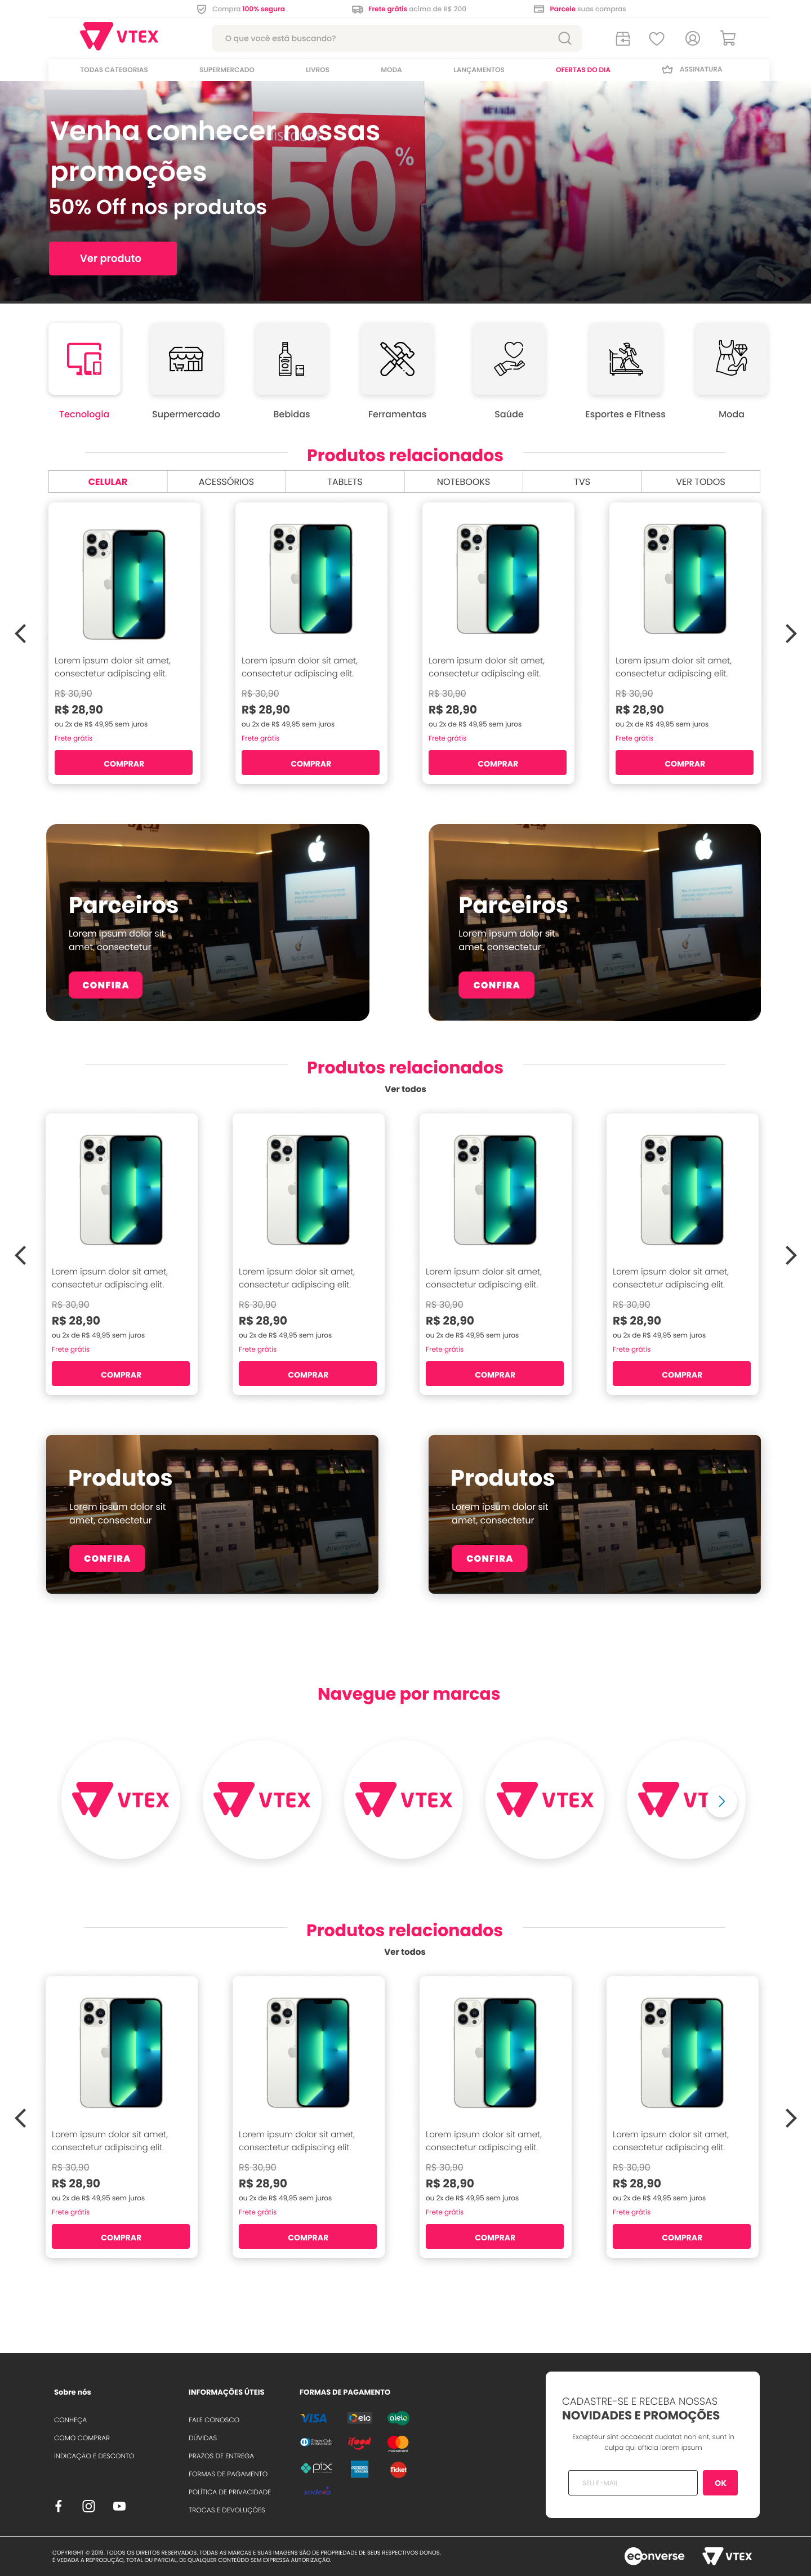 Compra 100% segura
Frete grátis acima de R$ 200
Parcele suas compras
VTEX
O que você está buscando?
TODAS CATEGORIAS
SUPERMERCADO
LIVROS
MODA
LANÇAMENTOS
OFERTAS DO DIA
ASSINATURA
Venha conhecer nossas
promoções
50% Off nos produtos
Ver produto
50%
30
Tecnologia
Supermercado
Bebidas
Ferramentas
Saúde
Esportes e Fitness
Moda
Produtos relacionados
CELULAR
ACESSÓRIOS
TABLETS
NOTEBOOKS
TVS
VER TODOS
Lorem ipsum dolor sit amet,
consectetur adipiscing elit.
R$ 30,90
R$ 28,90
ou 2x de R$ 49,95 sem juros
Frete grátis
COMPRAR
Lorem ipsum dolor sit amet,
consectetur adipiscing elit.
R$ 30,90
R$ 28,90
ou 2x de R$ 49,95 sem juros
Frete grátis
COMPRAR
Lorem ipsum dolor sit amet,
consectetur adipiscing elit.
R$ 30,90
R$ 28,90
ou 2x de R$ 49,95 sem juros
Frete grátis
COMPRAR
Lorem ipsum dolor sit amet,
consectetur adipiscing elit.
R$ 30,90
R$ 28,90
ou 2x de R$ 49,95 sem juros
Frete grátis
COMPRAR
Parceiros
Lorem ipsum dolor sit
amet, consectetur
CONFIRA
Parceiros
Lorem ipsum dolor sit
amet, consectetur
CONFIRA
Produtos relacionados
Ver todos
Lorem ipsum dolor sit amet,
consectetur adipiscing elit.
R$ 30,90
R$ 28,90
ou 2x de R$ 49,95 sem juros
Frete grátis
COMPRAR
Lorem ipsum dolor sit amet,
consectetur adipiscing elit.
R$ 30,90
R$ 28,90
ou 2x de R$ 49,95 sem juros
Frete grátis
COMPRAR
Lorem ipsum dolor sit amet,
consectetur adipiscing elit.
R$ 30,90
R$ 28,90
ou 2x de R$ 49,95 sem juros
Frete grátis
COMPRAR
Lorem ipsum dolor sit amet,
consectetur adipiscing elit.
R$ 30,90
R$ 28,90
ou 2x de R$ 49,95 sem juros
Frete grátis
COMPRAR
Produtos
Lorem ipsum dolor sit
amet, consectetur
CONFIRA
Produtos
Lorem ipsum dolor sit
amet, consectetur
CONFIRA
Navegue por marcas
VTEX
VTEX
VTEX
VTEX
VT
Produtos relacionados
Ver todos
Lorem ipsum dolor sit amet,
consectetur adipiscing elit.
R$ 30,90
R$ 28,90
ou 2x de R$ 49,95 sem juros
Frete grátis
COMPRAR
Lorem ipsum dolor sit amet,
consectetur adipiscing elit.
R$ 30,90
R$ 28,90
ou 2x de R$ 49,95 sem juros
Frete grátis
COMPRAR
Lorem ipsum dolor sit amet,
consectetur adipiscing elit.
R$ 30,90
R$ 28,90
ou 2x de R$ 49,95 sem juros
Frete grátis
COMPRAR
Lorem ipsum dolor sit amet,
consectetur adipiscing elit.
R$ 30,90
R$ 28,90
ou 2x de R$ 49,95 sem juros
Frete grátis
COMPRAR
Sobre nós
CONHEÇA
COMO COMPRAR
INDICAÇÃO E DESCONTO
INFORMAÇÕES ÚTEIS
FALE CONOSCO
DÚVIDAS
PRAZOS DE ENTREGA
FORMAS DE PAGAMENTO
POLÍTICA DE PRIVACIDADE
TROCAS E DEVOLUÇÕES
FORMAS DE PAGAMENTO
VISA
elo
alelo
Diners Club
ifood
mastercard
pix
Ticket
sodexo
CADASTRE-SE E RECEBA NOSSAS
NOVIDADES E PROMOÇÕES
Excepteur sint occaecat cudatat non ent, sunt in
culpa qui officia lorem ipsum
SEU E-MAIL
OK
COPYRIGHT © 2019. TODOS OS DIREITOS RESERVADOS. TODAS AS MARCAS E SUAS IMAGENS SÃO DE PROPRIEDADE DE SEUS RESPECTIVOS DONOS.
É VEDADA A REPRODUÇÃO, TOTAL OU PARCIAL, DE QUALQUER CONTEÚDO SEM EXPRESSA AUTORIZAÇÃO.
econverse
VTEX